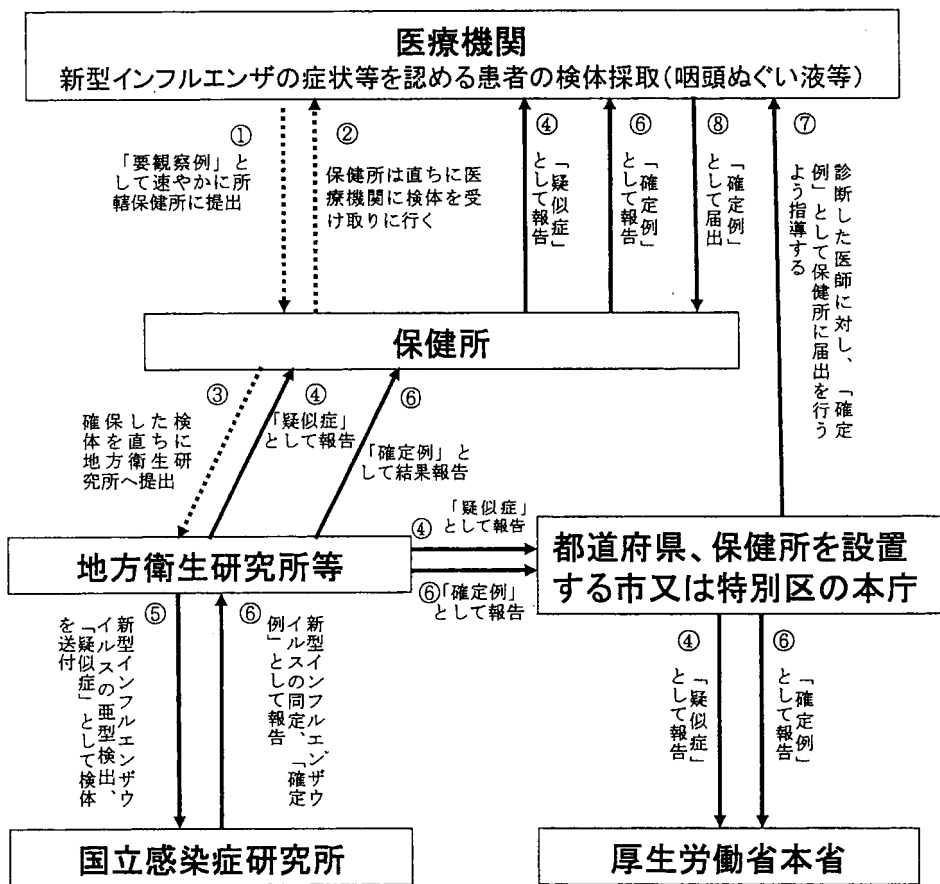 医療機関
新型インフルエンザの症状等を認める患者の検体採取(咽頭ぬぐい液等)
①
「要観察例」と
して速やかに所
轄保健所に提出
②
保健所は直ちに医
療機関に検体を受
け取りに行く
④
「疑似症」
として報告
⑥
「確定例」
として報告
⑧
「確定例」
として届出
⑦
診断した医師に対し、「確定
例」として保健所に届出を行う
よう指導する
保健所
③
確保した検
体を直ちに
地方衛生研
究所へ提出
④
「疑似症」
として報告
⑥
「確定例」と
して結果報告
地方衛生研究所等
④
「疑似症」
として報告
⑥「確定例」
として報告
都道府県、保健所を設置
する市又は特別区の本庁
⑤
新型インフルエンザウ
イルスの亜型検出、
「疑似症」として検体
を送付
⑥
新型インフルエンザウ
イルスの同定、「確定
例」として報告
④
「疑似症」
として報告
⑥
「確定例」
として報告
国立感染症研究所
厚生労働省本省